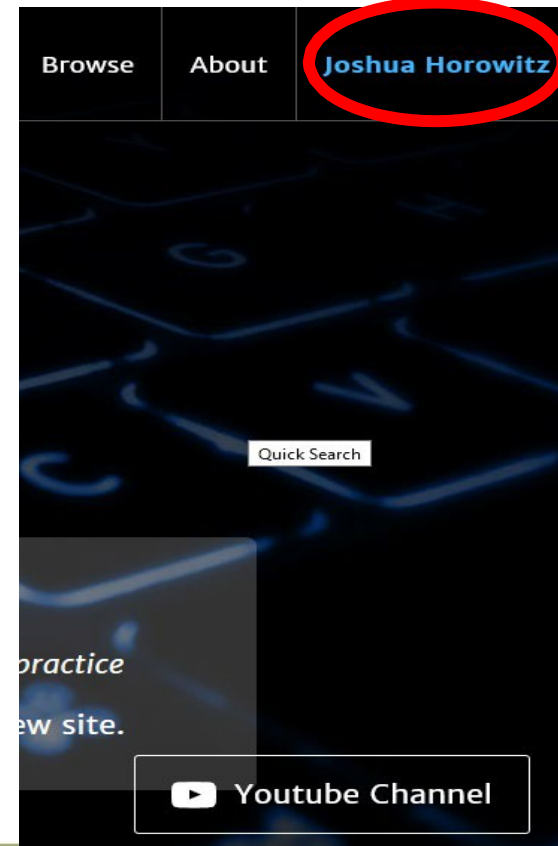 Browse About Joshua Horowitz
G
V
Quick Search
C
practice
ew site.
Youtube Channel